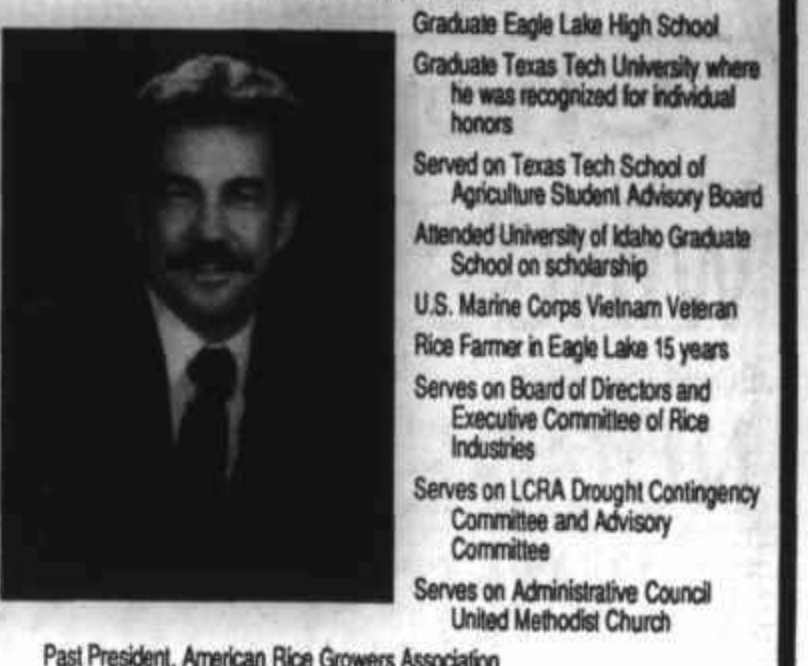 Graduate Eagle Lake High School
Graduate Texas Tech University where
he was recognized for individual
honors
Served on Texas Tech School of
Agriculture Student Advisory Board
Attended University of Idaho Graduate
School on scholarship
U.S. Marine Corps Vietnam Veteran
Rice Farmer in Eagle Lake 15 years
Serves on Board of Directors and
Executive Committee of Rice
Industries
Serves on LCRA Drought Contingency
Committee and Advisory
Committee
Serves on Administrative Council
United Methodist Church
Past President, American Rice Growers Association